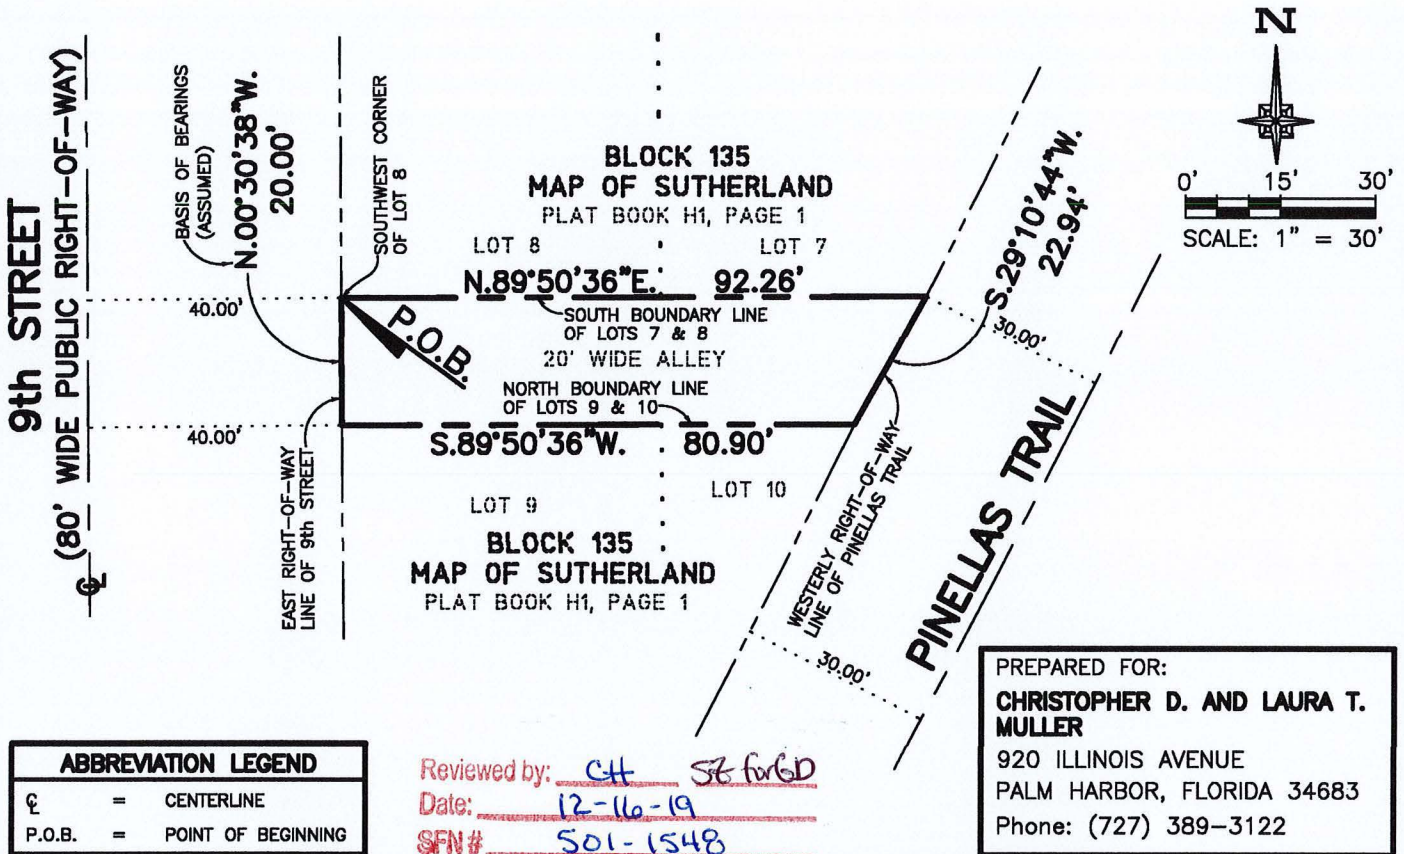 9th STREET
(80' WIDE PUBLIC RIGHT-OF-WAY)
℄
BASIS OF BEARINGS
(ASSUMED)
N.00°30'38"W.
20.00'
SOUTHWEST CORNER
OF LOT 8
BLOCK 135
MAP OF SUTHERLAND
PLAT BOOK H1, PAGE 1
LOT 8
LOT 7
N
0' 15' 30'
SCALE: 1" = 30'
S.29°10'44"W.
22.94'
N.89°50'36"E. 92.26'
40.00'
P.O.B.
SOUTH BOUNDARY LINE
OF LOTS 7 & 8
20' WIDE ALLEY
NORTH BOUNDARY LINE
OF LOTS 9 & 10
30.00'
40.00'
S.89°50'36"W. 80.90'
EAST RIGHT-OF-WAY
LINE OF 9th STREET
LOT 9
LOT 10
BLOCK 135
MAP OF SUTHERLAND
PLAT BOOK H1, PAGE 1
WESTERLY RIGHT-OF-WAY
LINE OF PINELLAS TRAIL
PINELLAS TRAIL
30.00'
ABBREVIATION LEGEND
℄ = CENTERLINE
P.O.B. = POINT OF BEGINNING
Reviewed by: CH SZ for GD
Date: 12-16-19
SFN# 501-1548
PREPARED FOR:
CHRISTOPHER D. AND LAURA T.
MULLER
920 ILLINOIS AVENUE
PALM HARBOR, FLORIDA 34683
Phone: (727) 389-3122